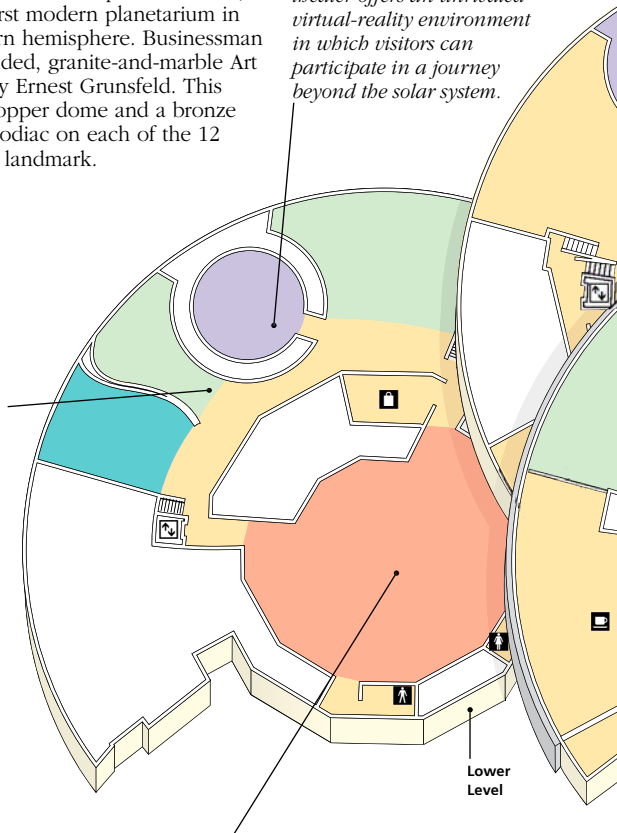 rst modern planetarium in
rn hemisphere. Businessman
ded, granite-and-marble Art
y Ernest Grunsfeld. This
opper dome and a bronze
odiac on each of the 12
landmark.
virtual-reality environment
in which visitors can
participate in a journey
beyond the solar system.
Lower
Level